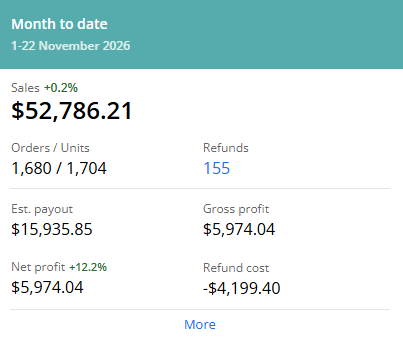 Month to date
1-22 November 2026
Sales +0.2%
$52,786.21
Orders / Units
Refunds
1,680 / 1,704
155
Est. payout
Gross profit
$15,935.85
$5,974.04
Net profit +12.2%
Refund cost
$5,974.04
-$4,199.40
More